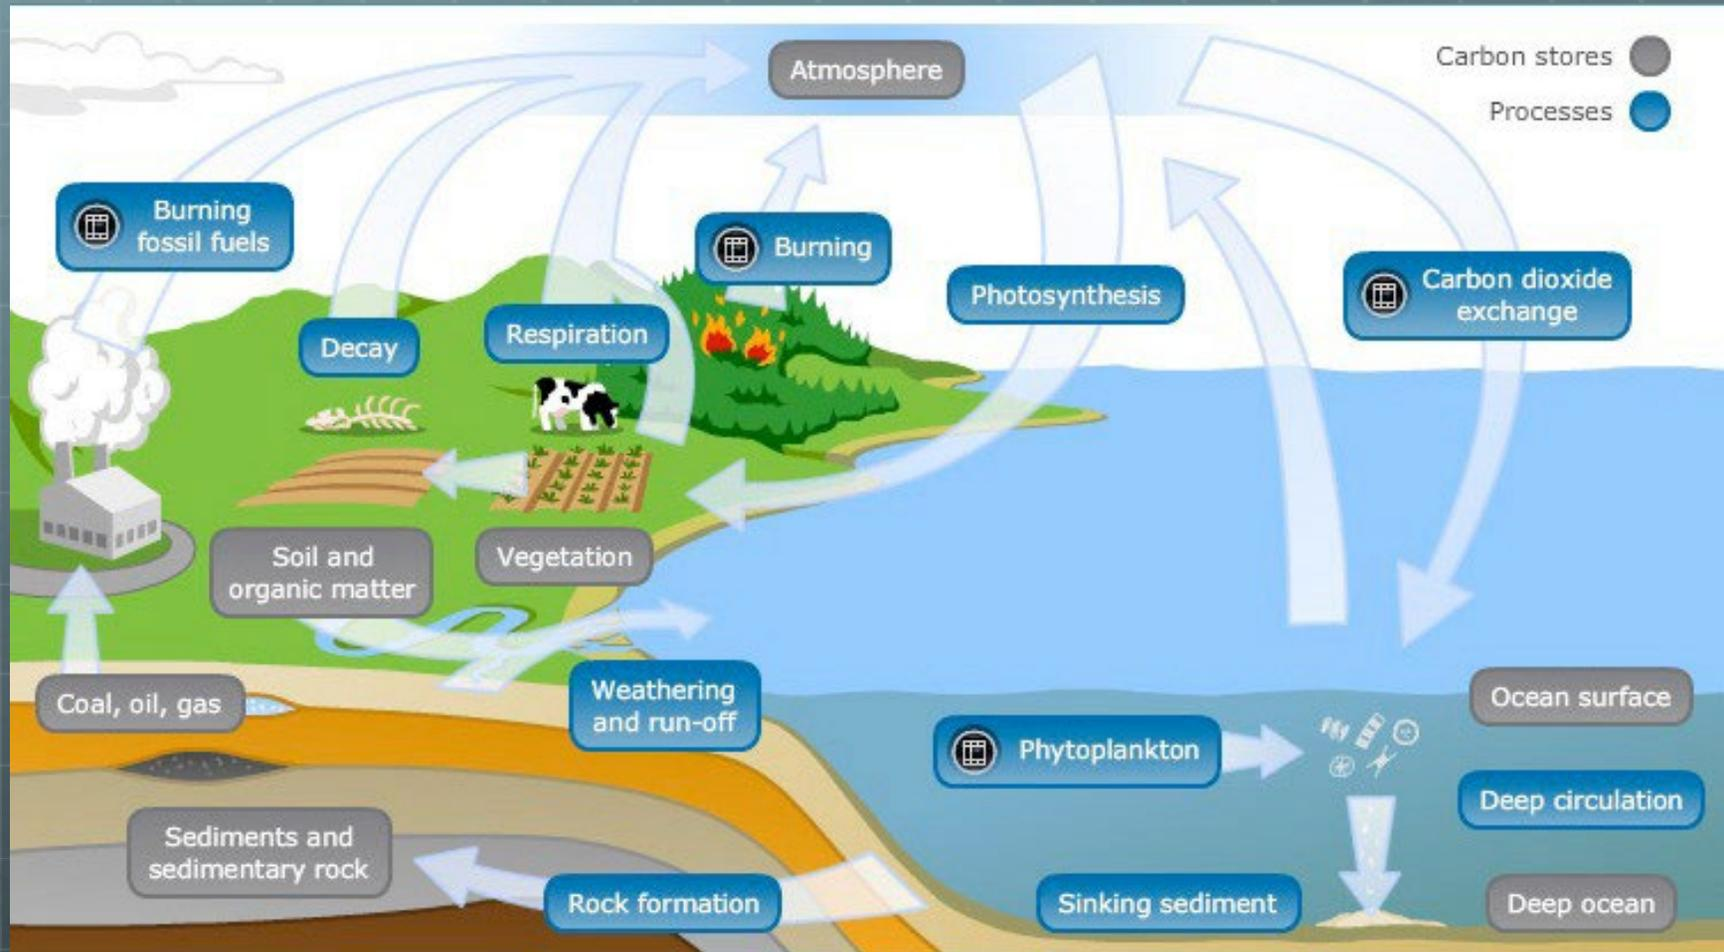 Atmosphere
Carbon stores
Processes
Burning
fossil fuels
Burning
Decay
Respiration
Photosynthesis
Carbon dioxide
exchange
Soil and
organic matter
Vegetation
Coal, oil, gas
Weathering
and run-off
Ocean surface
Phytoplankton
Deep circulation
Sediments and
sedimentary rock
Rock formation
Sinking sediment
Deep ocean